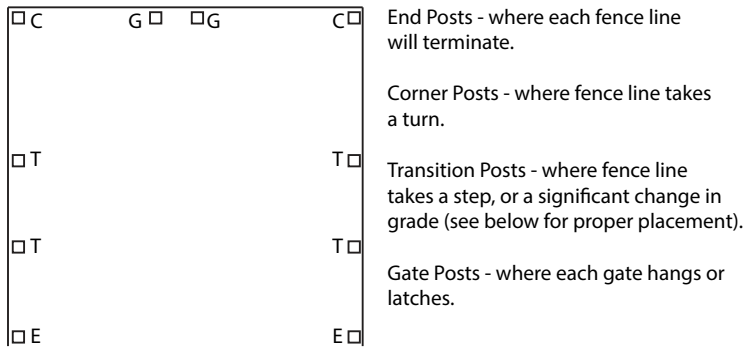 C G G C
T T
T T
E E
End Posts - where each fence line
will terminate.
Corner Posts - where fence line takes
a turn.
Transition Posts - where fence line
takes a step, or a significant change in
grade (see below for proper placement).
Gate Posts - where each gate hangs or
latches.